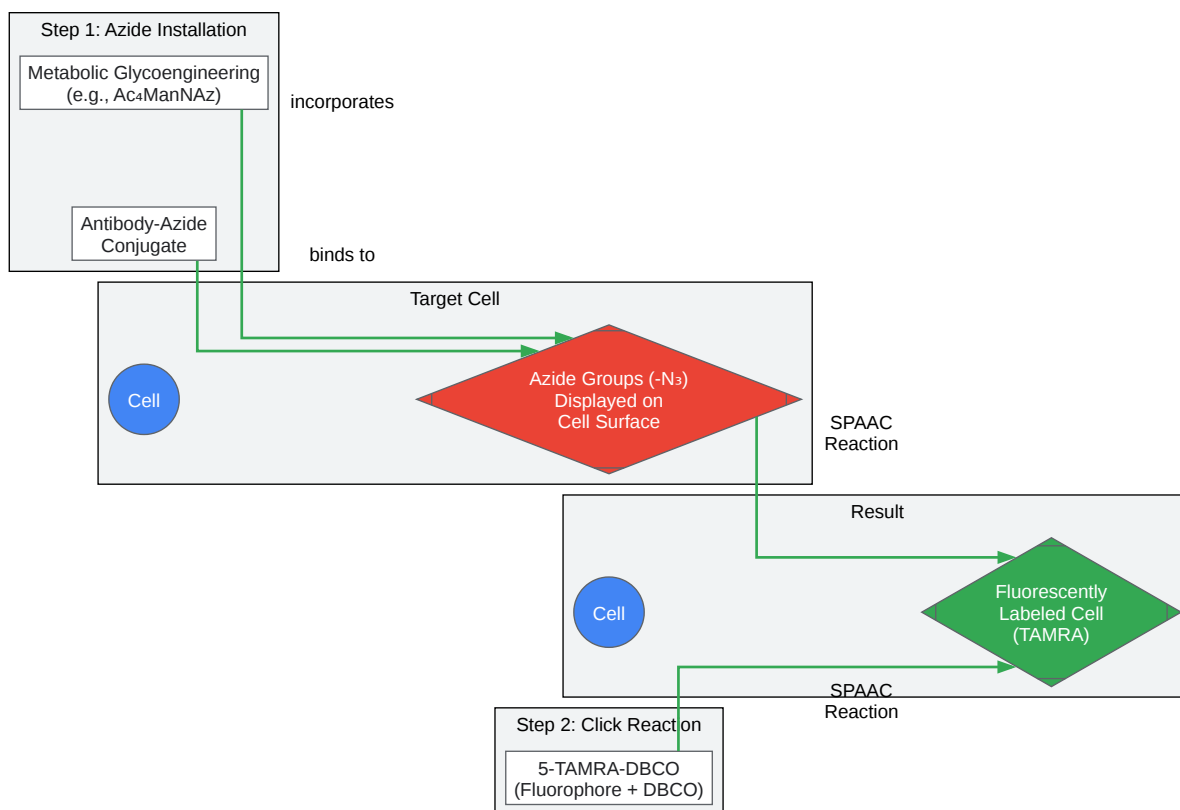 Step 1: Azide Installation
Metabolic Glycoengineering
(e.g., Ac₄ManNAz)
incorporates
Antibody-Azide
Conjugate
binds to
Target Cell
Cell
Azide Groups (-N₃)
Displayed on
Cell Surface
SPAAC
Reaction
Result
Cell
Fluorescently
Labeled Cell
(TAMRA)
SPAAC
Reaction
Step 2: Click Reaction
5-TAMRA-DBCO
(Fluorophore + DBCO)